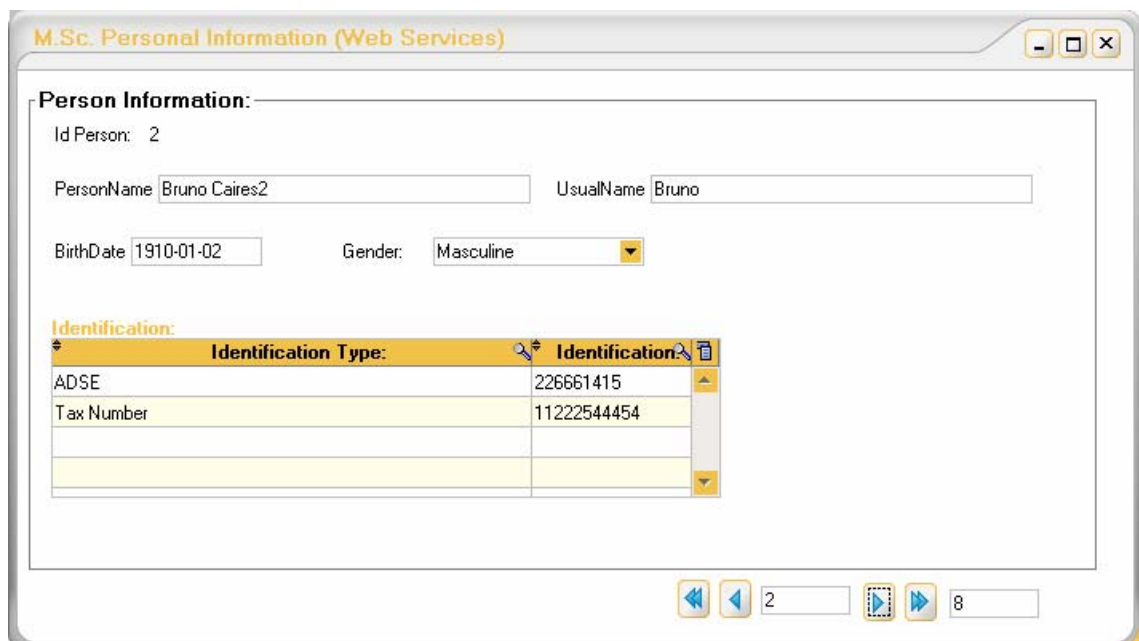 M.Sc. Personal Information (Web Services)
Person Information:
Id Person: 2
PersonName Bruno Caires2 UsualName Bruno
BirthDate 1910-01-02 Gender: Masculine
Identification:
Identification Type: Identification:
ADSE 226661415
Tax Number 11222544454
2 8